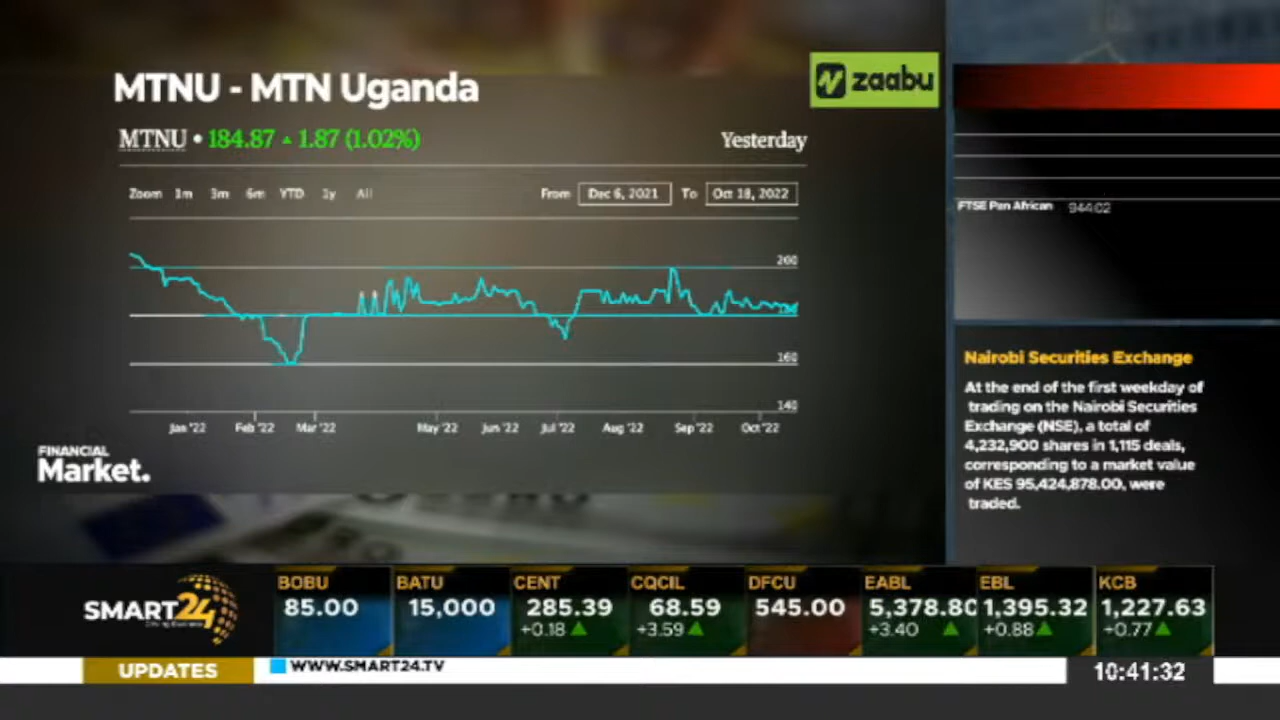 MTNU - MTN Uganda
zaabu
MTNU • 184.87 ▲ 1.87 (1.02%)
Yesterday
Zoom 1m 3m 6m YTD 1y All
From Dec 6, 2021 To Oct 18, 2022
200
160
140
Jan '22 Feb '22 Mar '22 May '22 Jun '22 Jul '22 Aug '22 Sep '22 Oct '22
FINANCIAL
Market.
FTSE Pan African 944.02
Nairobi Securities Exchange
At the end of the first weekday of
trading on the Nairobi Securities
Exchange (NSE), a total of
4,232,900 shares in 1,115 deals,
corresponding to a market value
of KES 95,424,878.00, were
traded.
SMART24
BOBU BATU CENT CQCIL DFCU EABL EBL KCB
85.00 15,000 285.39 68.59 545.00 5,378.80 1,395.32 1,227.63
+0.18 ▲ +3.59 ▲ +3.40 ▲ +0.88 ▲ +0.77 ▲
UPDATES
WWW.SMART24.TV
10:41:32